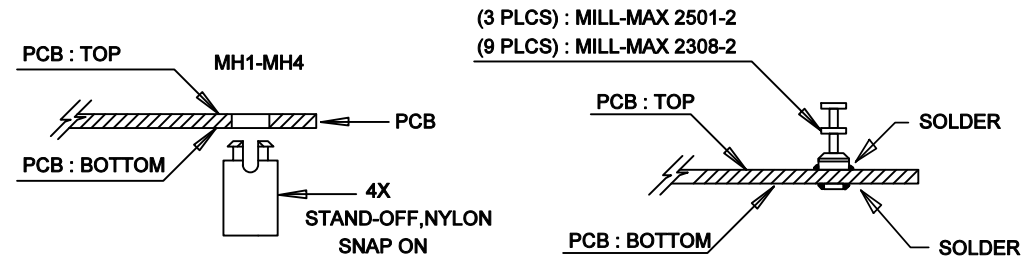 (3 PLCS) : MILL-MAX 2501-2
(9 PLCS) : MILL-MAX 2308-2
PCB : TOP
MH1-MH4
PCB
PCB : BOTTOM
4X
STAND-OFF,NYLON
SNAP ON
PCB : TOP
SOLDER
PCB : BOTTOM
SOLDER